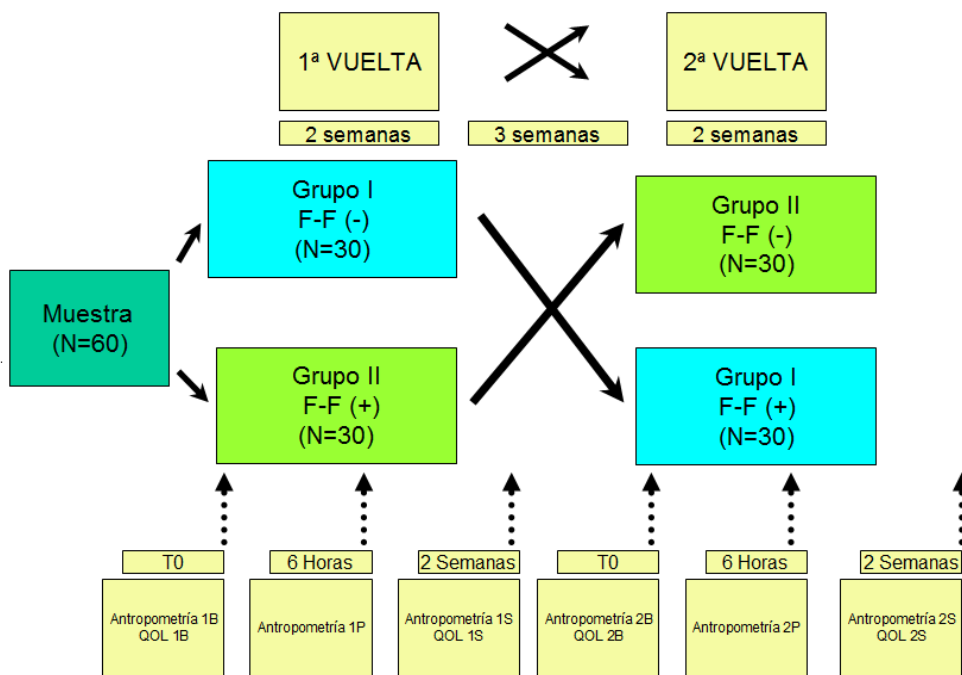 1ª VUELTA
2ª VUELTA
2 semanas
3 semanas
2 semanas
Grupo I
F-F (-)
(N=30)
Grupo II
F-F (-)
(N=30)
Muestra
(N=60)
Grupo II
F-F (+)
(N=30)
Grupo I
F-F (+)
(N=30)
T0
6 Horas
2 Semanas
T0
6 Horas
2 Semanas
Antropometría 1B
QOL 1B
Antropometría 1P
Antropometría 1S
QOL 1S
Antropometría 2B
QOL 2B
Antropometría 2P
Antropometría 2S
QOL 2S